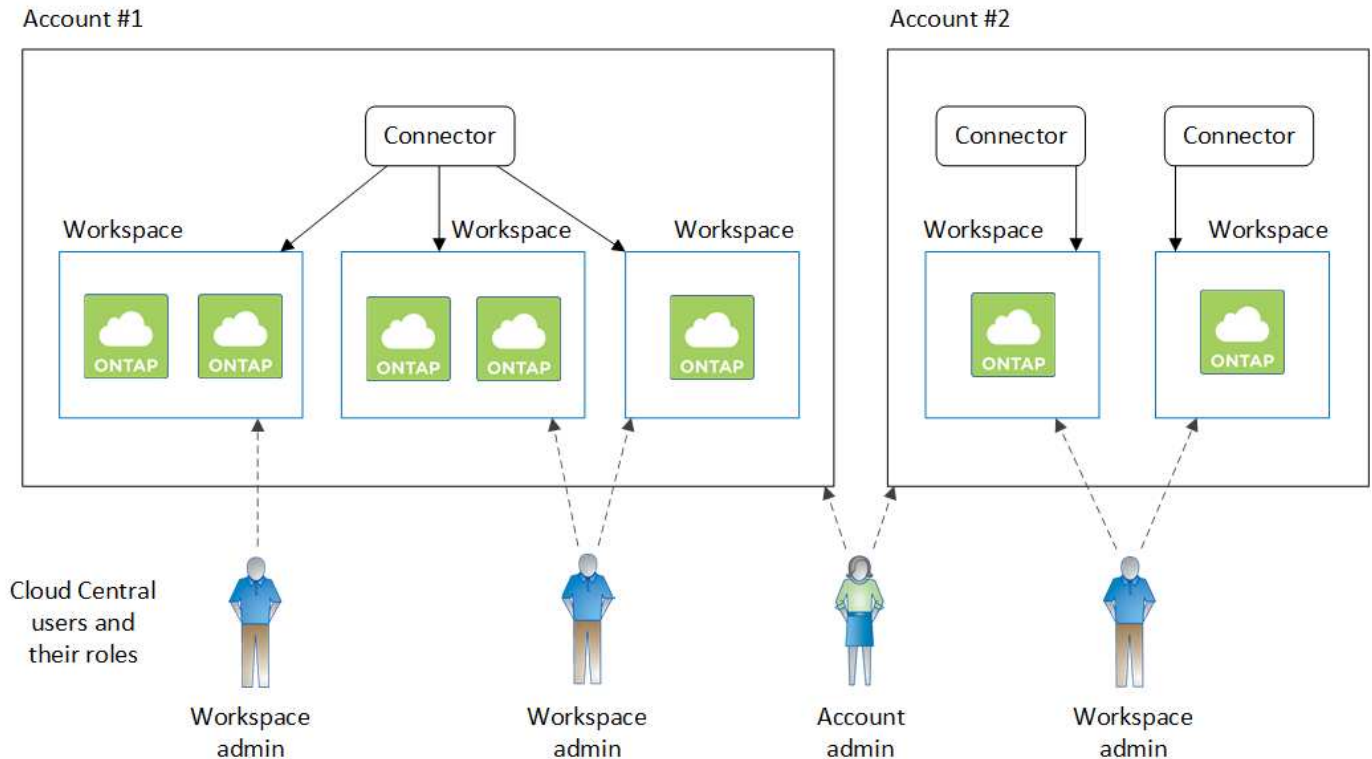 Account #1
Account #2
Connector
Connector
Connector
Workspace
Workspace
Workspace
Workspace
Workspace
ONTAP
ONTAP
ONTAP
ONTAP
ONTAP
ONTAP
ONTAP
Cloud Central
users and
their roles
Workspace
admin
Workspace
admin
Account
admin
Workspace
admin